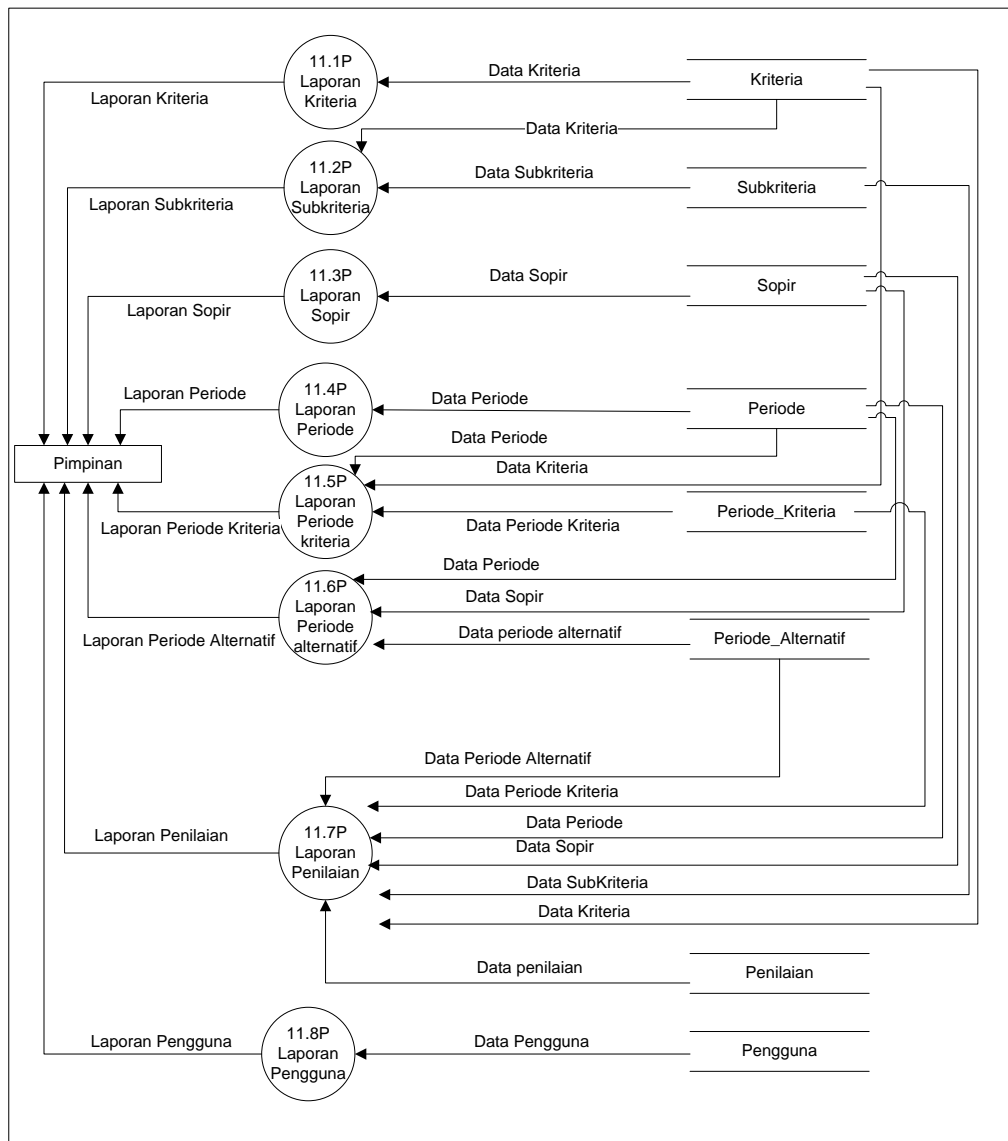 11.1P
Laporan
Kriteria
Data Kriteria
Kriteria
Laporan Kriteria
Data Kriteria
11.2P
Laporan
Subkriteria
Data Subkriteria
Subkriteria
Laporan Subkriteria
11.3P
Laporan
Sopir
Data Sopir
Sopir
Laporan Sopir
11.4P
Laporan
Periode
Data Periode
Periode
Laporan Periode
Data Periode
Data Kriteria
Pimpinan
11.5P
Laporan
Periode
kriteria
Data Periode Kriteria
Periode_Kriteria
Laporan Periode Kriteria
Data Periode
11.6P
Laporan
Periode
alternatif
Data Sopir
Data periode alternatif
Periode_Alternatif
Laporan Periode Alternatif
Data Periode Alternatif
Data Periode Kriteria
Data Periode
Laporan Penilaian
11.7P
Laporan
Penilaian
Data Sopir
Data SubKriteria
Data Kriteria
Data penilaian
Penilaian
Laporan Pengguna
11.8P
Laporan
Pengguna
Data Pengguna
Pengguna